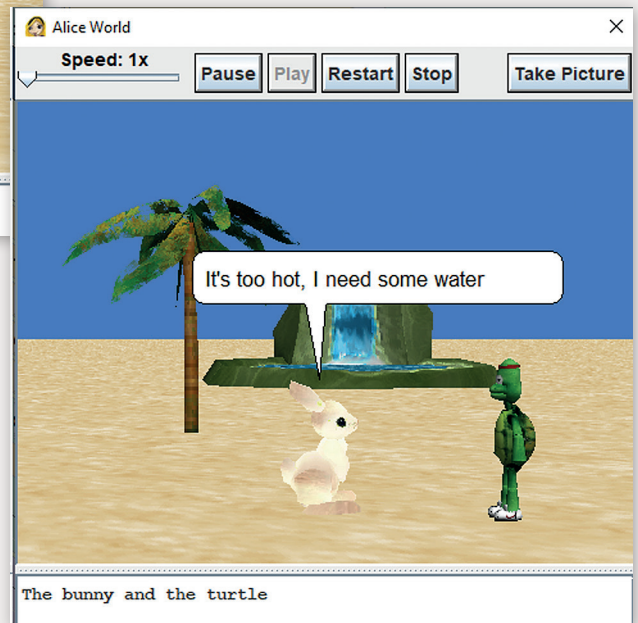 Alice World
Speed: 1x
Pause Play Restart Stop Take Picture
It's too hot, I need some water
The bunny and the turtle